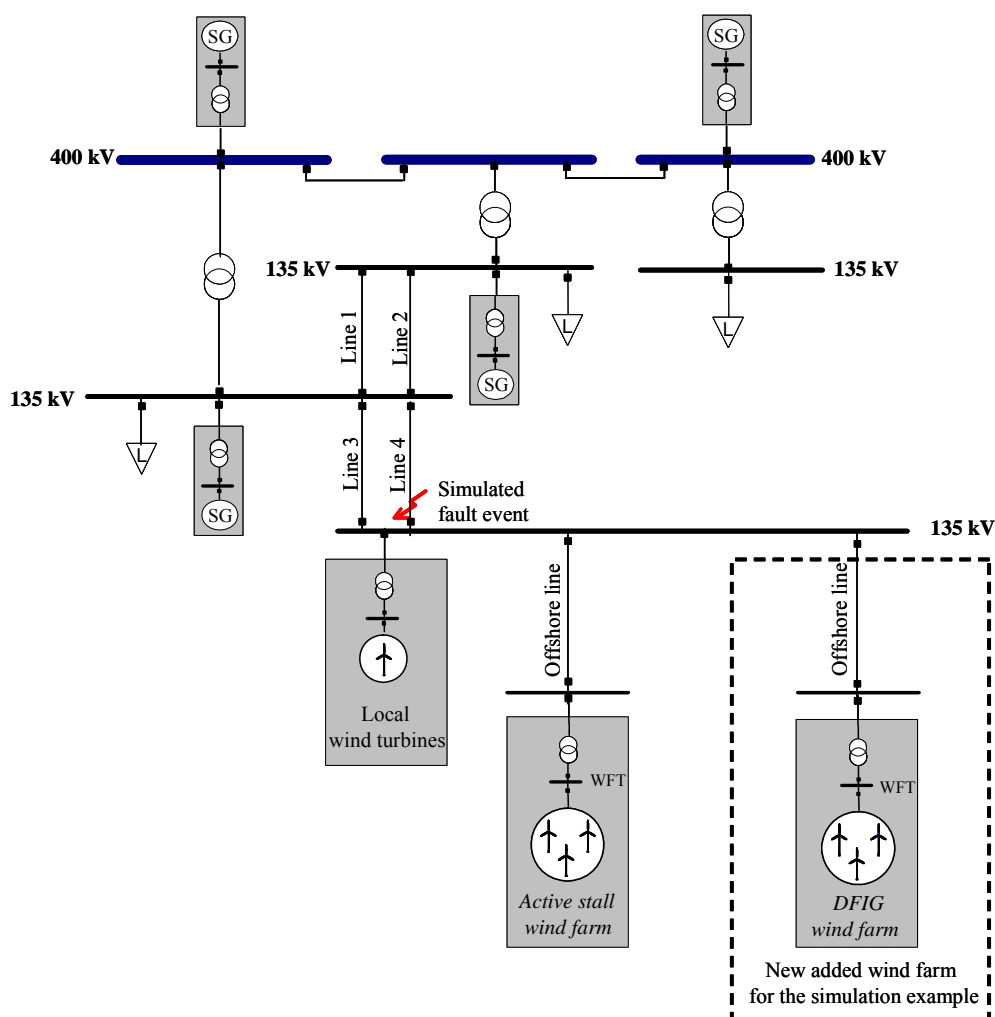 SG
SG
400 kV
400 kV
135 kV
135 kV
L
L
Line 1
Line 2
SG
135 kV
L
Line 3
Line 4
SG
Simulated
fault event
135 kV
Offshore line
Offshore line
Local
wind turbines
WFT
WFT
Active stall
wind farm
DFIG
wind farm
New added wind farm
for the simulation example